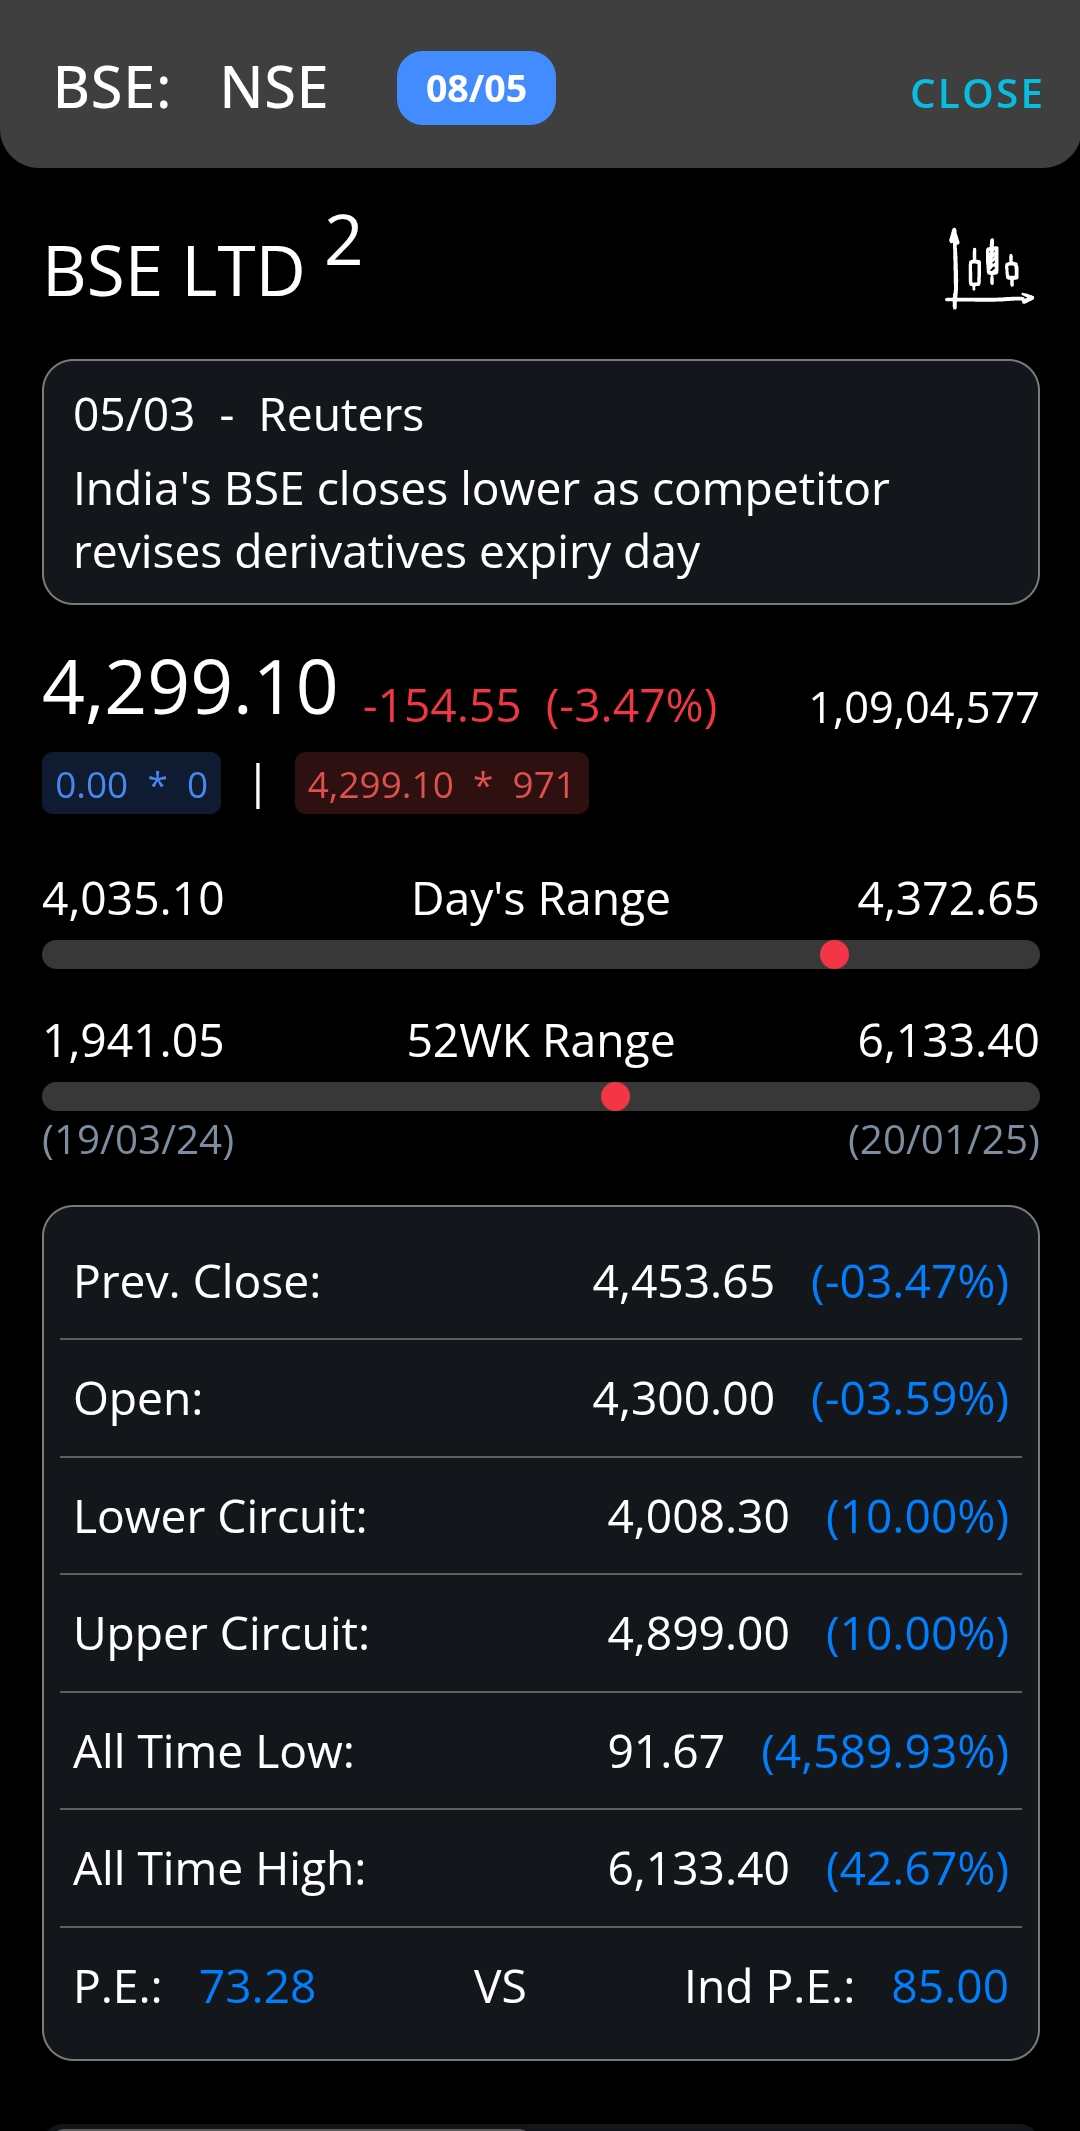 BSE: NSE 08/05 CLOSE
BSE LTD 2
05/03 - Reuters
India's BSE closes lower as competitor
revises derivatives expiry day
4,299.10 -154.55 (-3.47%) 1,09,04,577
0.00 * 0 | 4,299.10 * 971
4,035.10 Day's Range 4,372.65
1,941.05 52WK Range 6,133.40
(19/03/24) (20/01/25)
Prev. Close: 4,453.65 (-03.47%)
Open: 4,300.00 (-03.59%)
Lower Circuit: 4,008.30 (10.00%)
Upper Circuit: 4,899.00 (10.00%)
All Time Low: 91.67 (4,589.93%)
All Time High: 6,133.40 (42.67%)
P.E.: 73.28 VS Ind P.E.: 85.00